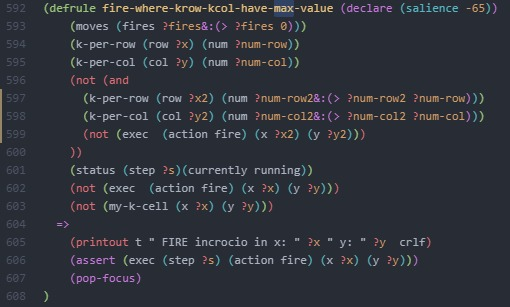 592 (defrule fire-where-krow-kcol-have-max-value (declare (salience -65))
593 (moves (fires ?fires&:(> ?fires 0)))
594 (k-per-row (row ?x) (num ?num-row))
595 (k-per-col (col ?y) (num ?num-col))
596 (not (and
597 (k-per-row (row ?x2) (num ?num-row2&:(> ?num-row2 ?num-row)))
598 (k-per-col (col ?y2) (num ?num-col2&:(> ?num-col2 ?num-col)))
599 (not (exec  (action fire) (x ?x2) (y ?y2)))
600 ))
601 (status (step ?s)(currently running))
602 (not (exec  (action fire) (x ?x) (y ?y)))
603 (not (my-k-cell (x ?x) (y ?y)))
604 =>
605 (printout t " FIRE incrocio in x: " ?x " y: " ?y  crlf)
606 (assert (exec (step ?s) (action fire) (x ?x) (y ?y)))
607 (pop-focus)
608 )